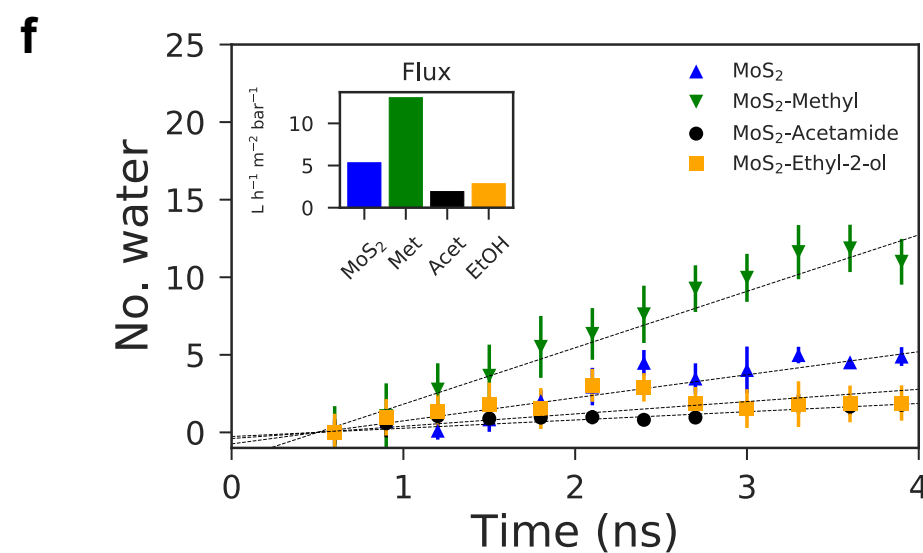 f
25
20
15
10
5
0
No. water
0
1
2
3
4
Time (ns)
Flux
L h⁻¹ m⁻² bar⁻¹
10
5
0
MoS₂
Met
Acet
EtOH
MoS₂
MoS₂-Methyl
MoS₂-Acetamide
MoS₂-Ethyl-2-ol